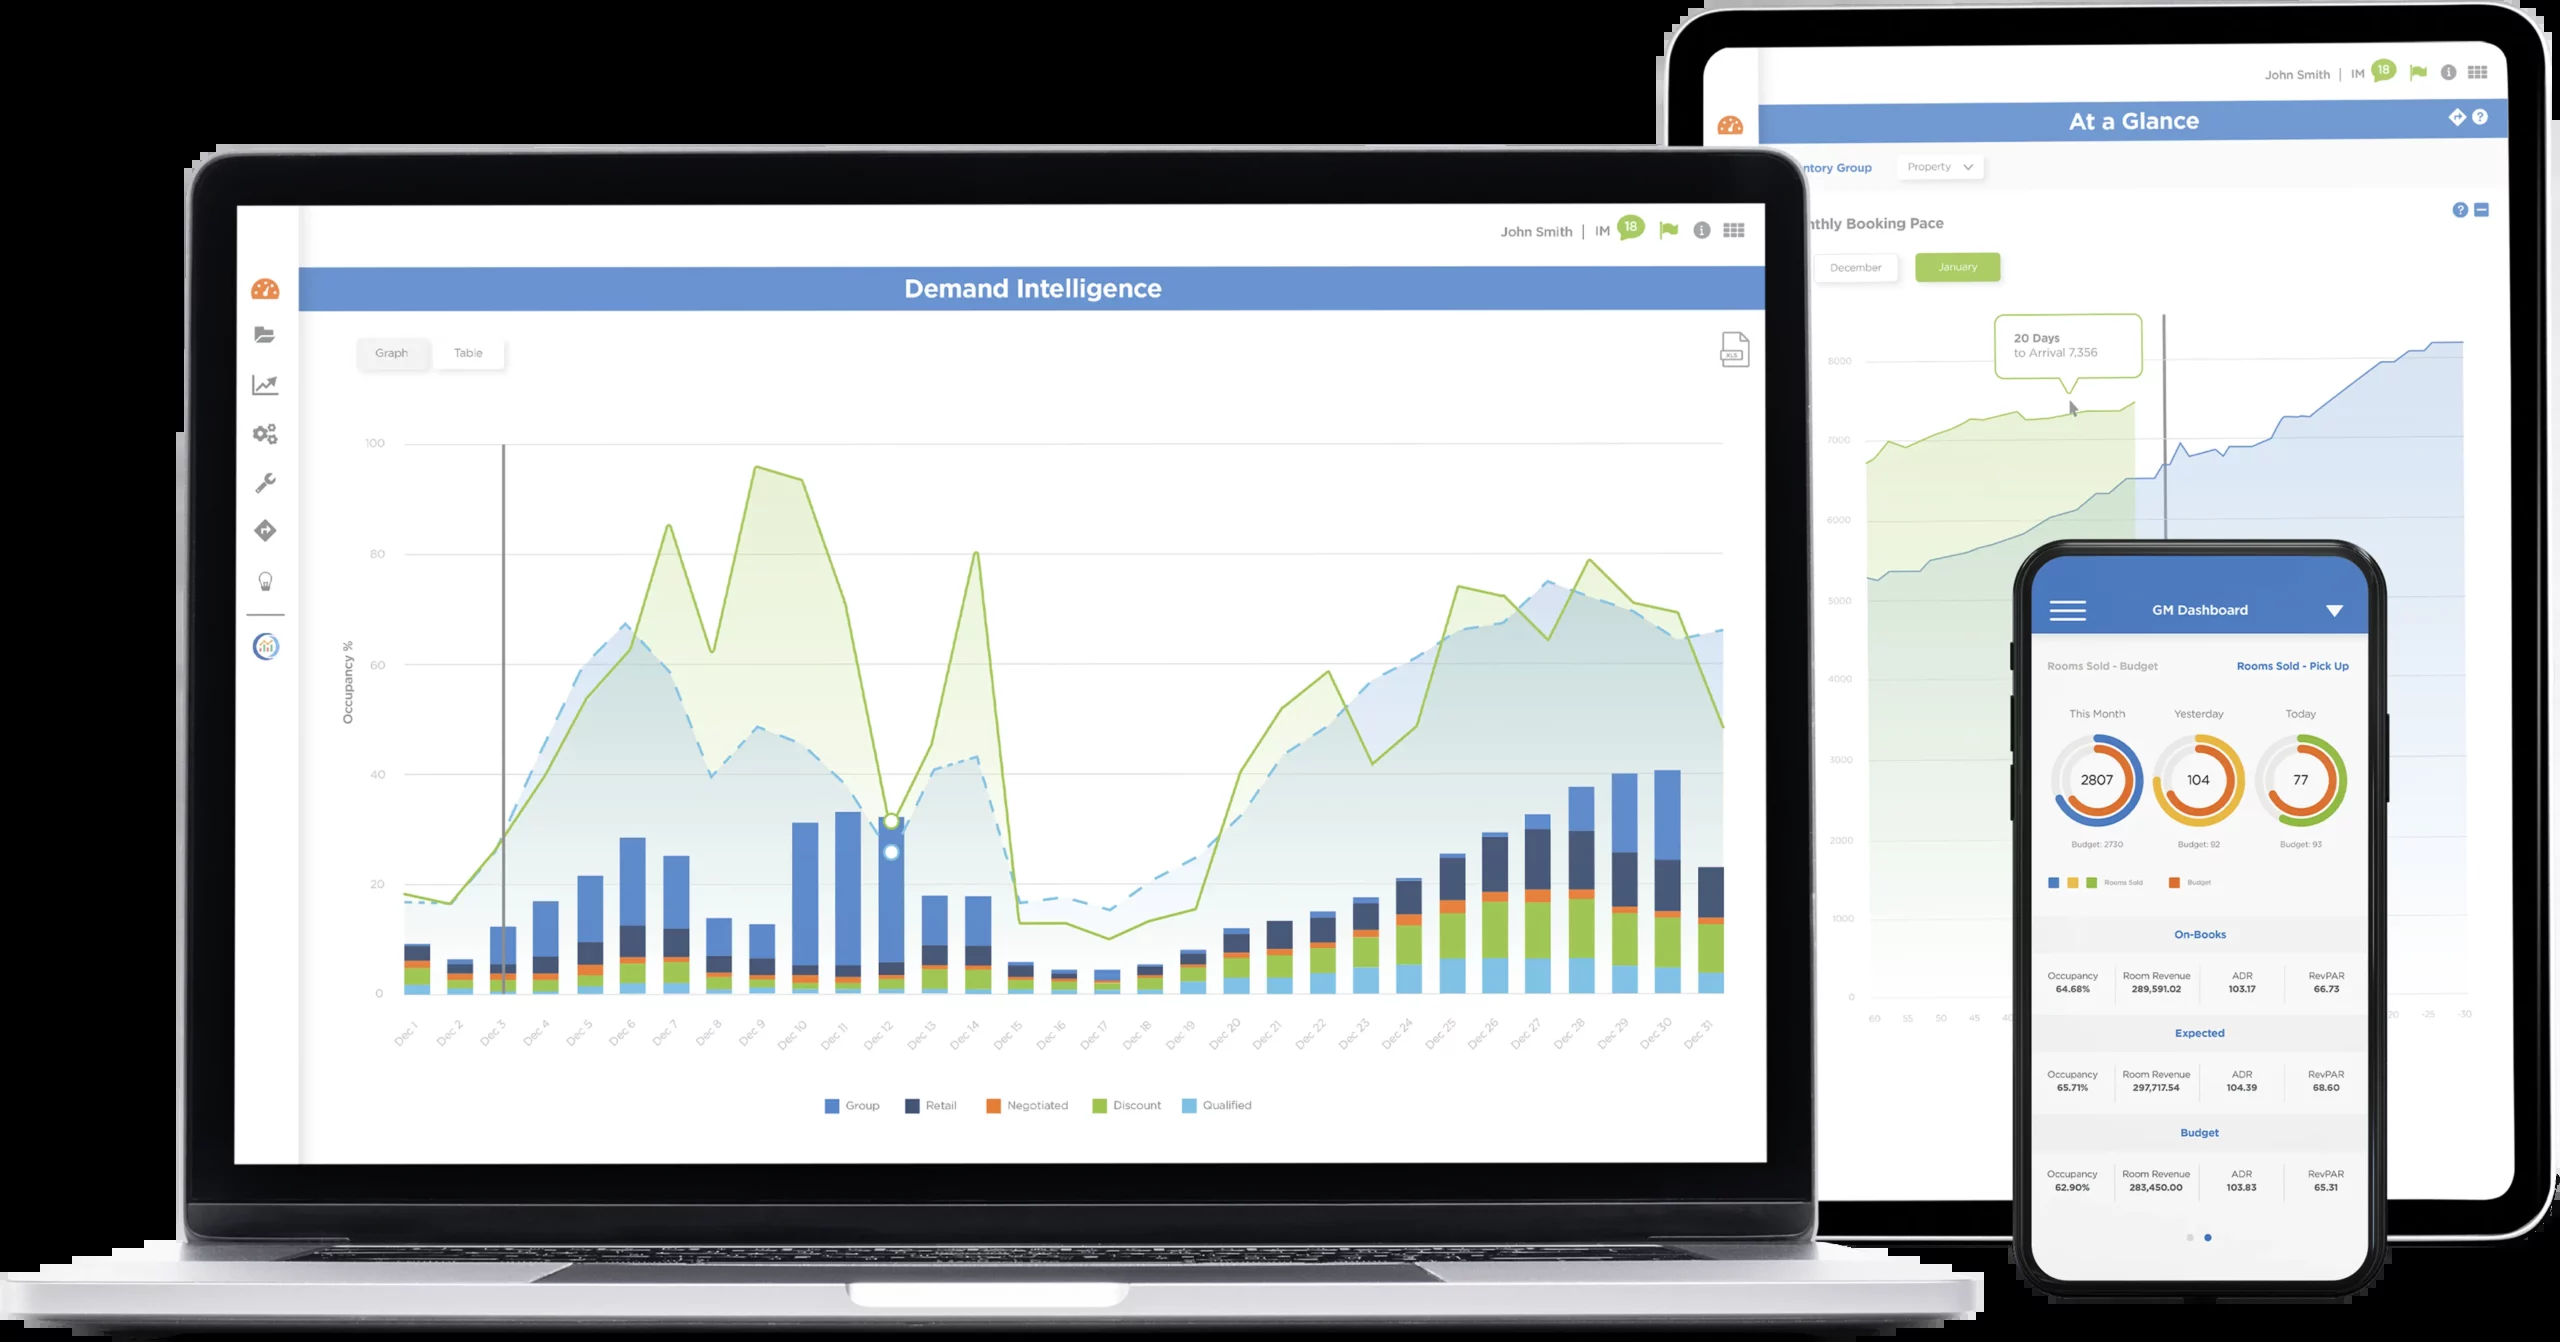 John Smith | IM 18
Demand Intelligence
Graph Table
XLS
100
80
60
40
20
0
Occupancy %
Dec 1 Dec 2 Dec 3 Dec 4 Dec 5 Dec 6 Dec 7 Dec 8 Dec 9 Dec 10 Dec 11 Dec 12 Dec 13 Dec 14 Dec 15 Dec 16 Dec 17 Dec 18 Dec 19 Dec 20 Dec 21 Dec 22 Dec 23 Dec 24 Dec 25 Dec 26 Dec 27 Dec 28 Dec 29 Dec 30 Dec 31
Group Retail Negotiated Discount Qualified
John Smith | IM 18
At a Glance
ntory Group Property
nthly Booking Pace
December January
20 Days
to Arrival 7,356
8000
7000
6000
5000
4000
3000
2000
1000
0
60 55 50 45 40 20 -25 -30
GM Dashboard
Rooms Sold - Budget Rooms Sold - Pick Up
This Month Yesterday Today
2807 104 77
Budget: 2730 Budget: 92 Budget: 93
Rooms Sold Budget
On-Books
Occupancy Room Revenue ADR RevPAR
64.68% 289,591.02 103.17 66.73
Expected
Occupancy Room Revenue ADR RevPAR
65.71% 297,717.54 104.39 68.60
Budget
Occupancy Room Revenue ADR RevPAR
62.90% 283,450.00 103.83 65.31